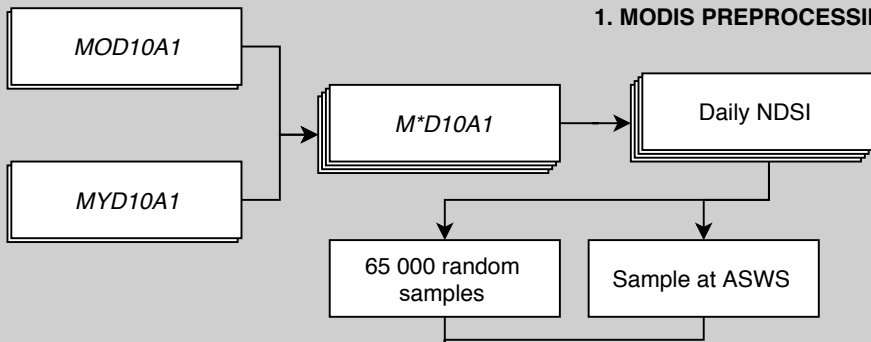 1. MODIS PREPROCESSI
MOD10A1
M*D10A1
Daily NDSI
MYD10A1
65 000 random
samples
Sample at ASWS